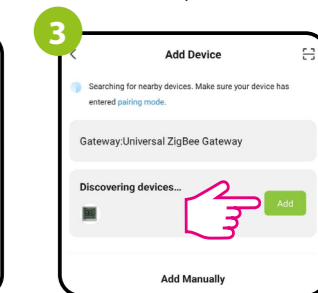 3
Add Device
Searching for nearby devices. Make sure your device has
entered pairing mode.
Gateway:Universal ZigBee Gateway
Discovering devices...
Add
Add Manually